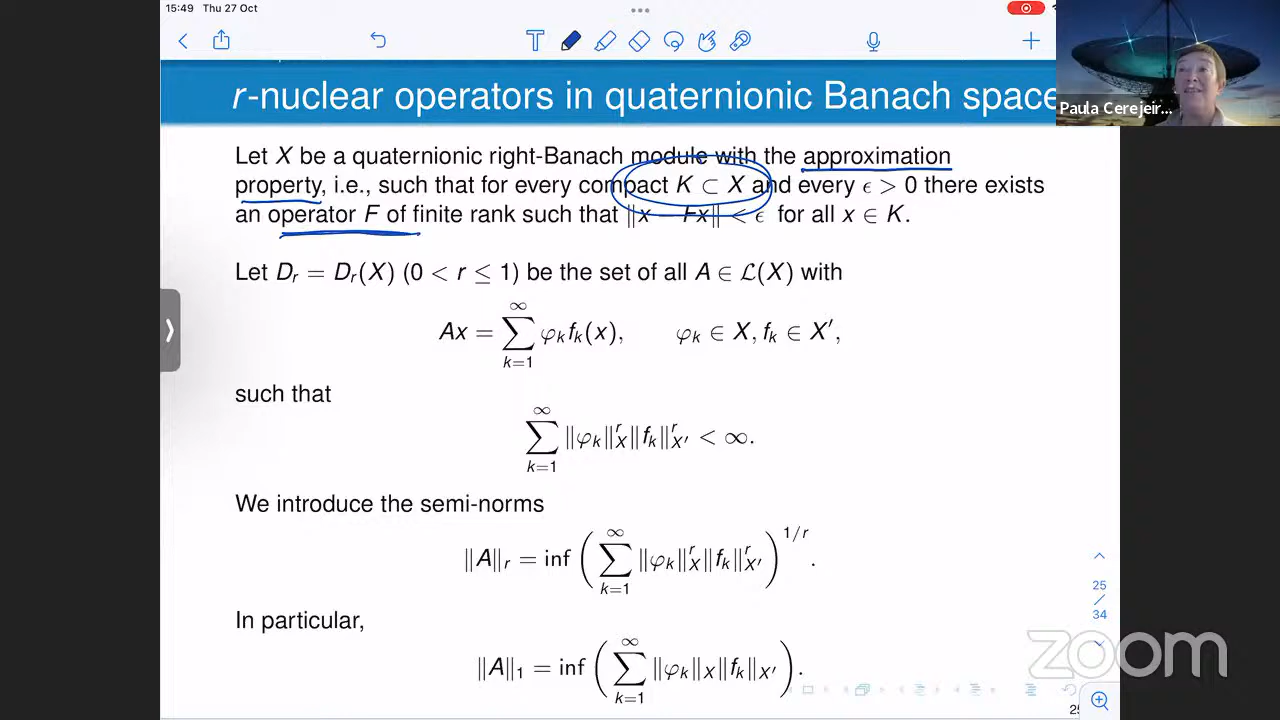 15:49 Thu 27 Oct
Paula Cerejeir...
r-nuclear operators in quaternionic Banach space
Let X be a quaternionic right-Banach module with the approximation
property, i.e., such that for every compact K ⊂ X and every ϵ > 0 there exists
an operator F of finite rank such that ‖x − Fx‖ < ϵ for all x ∈ K.
Let D_r = D_r(X) (0 < r ≤ 1) be the set of all A ∈ ℒ(X) with
Ax = ∑_{k=1}^{∞} φ_k f_k(x), φ_k ∈ X, f_k ∈ X′,
such that
∑_{k=1}^{∞} ‖φ_k‖_X^r ‖f_k‖_{X′}^r < ∞.
We introduce the semi-norms
‖A‖_r = inf ( ∑_{k=1}^{∞} ‖φ_k‖_X^r ‖f_k‖_{X′}^r )^{1/r}.
In particular,
‖A‖_1 = inf ( ∑_{k=1}^{∞} ‖φ_k‖_X ‖f_k‖_{X′} ).
25
/
34
zoom